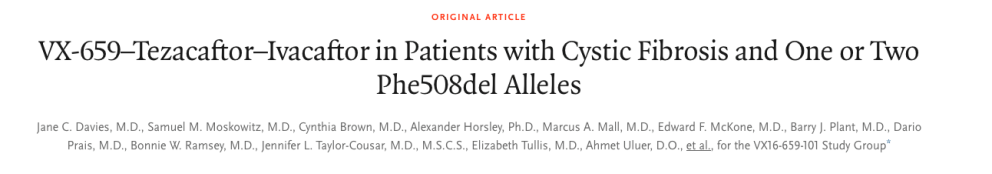 ORIGINAL ARTICLE
VX-659–Tezacaftor–Ivacaftor in Patients with Cystic Fibrosis and One or Two
Phe508del Alleles
Jane C. Davies, M.D., Samuel M. Moskowitz, M.D., Cynthia Brown, M.D., Alexander Horsley, Ph.D., Marcus A. Mall, M.D., Edward F. McKone, M.D., Barry J. Plant, M.D., Dario
Prais, M.D., Bonnie W. Ramsey, M.D., Jennifer L. Taylor-Cousar, M.D., M.S.C.S., Elizabeth Tullis, M.D., Ahmet Uluer, D.O., et al., for the VX16-659-101 Study Group*